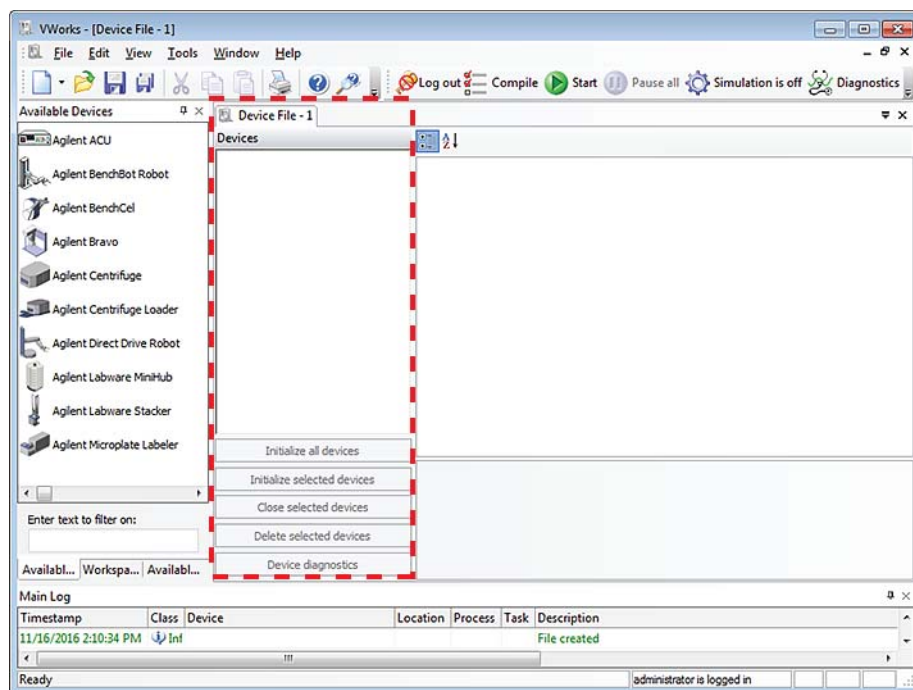 VWorks - [Device File - 1]
File Edit View Tools Window Help
Log out Compile Start Pause all Simulation is off Diagnostics
Available Devices
Device File - 1
Devices
Agilent ACU
Agilent BenchBot Robot
Agilent BenchCel
Agilent Bravo
Agilent Centrifuge
Agilent Centrifuge Loader
Agilent Direct Drive Robot
Agilent Labware MiniHub
Agilent Labware Stacker
Agilent Microplate Labeler
Initialize all devices
Initialize selected devices
Close selected devices
Delete selected devices
Device diagnostics
Enter text to filter on:
Availabl... Workspa... Availabl...
Main Log
Timestamp Class Device Location Process Task Description
11/16/2016 2:10:34 PM Inf File created
Ready administrator is logged in